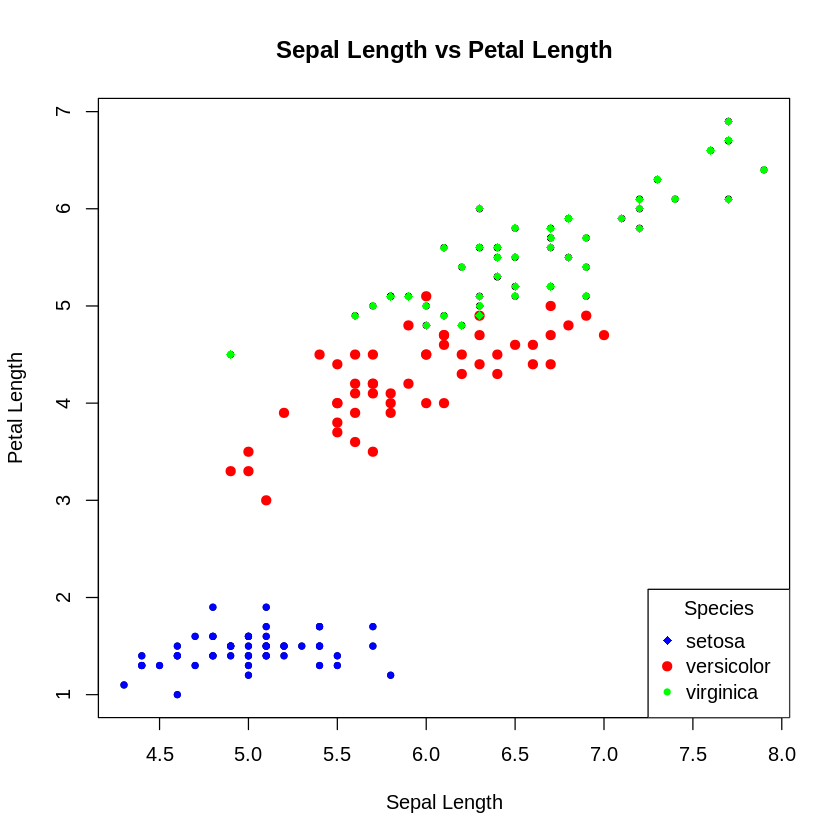 Sepal Length vs Petal Length
7
6
5
4
3
2
1
Petal Length
Species
setosa
versicolor
virginica
4.5 5.0 5.5 6.0 6.5 7.0 7.5 8.0
Sepal Length